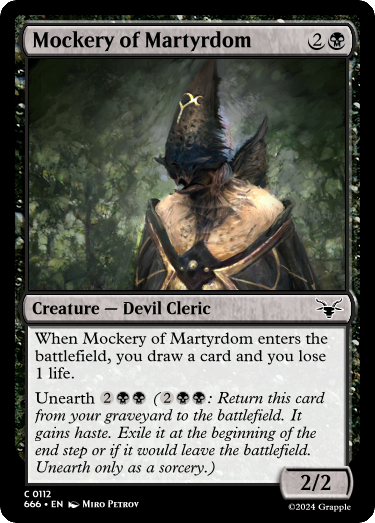 Mockery of Martyrdom 2
Creature — Devil Cleric
When Mockery of Martyrdom enters the
battlefield, you draw a card and you lose
1 life.
Unearth 2 ( 2 : Return this card
from your graveyard to the battlefield. It
gains haste. Exile it at the beginning of the
end step or if it would leave the battlefield.
Unearth only as a sorcery.)
2/2
C 0112
666 • EN Miro Petrov
©2024 Grapple